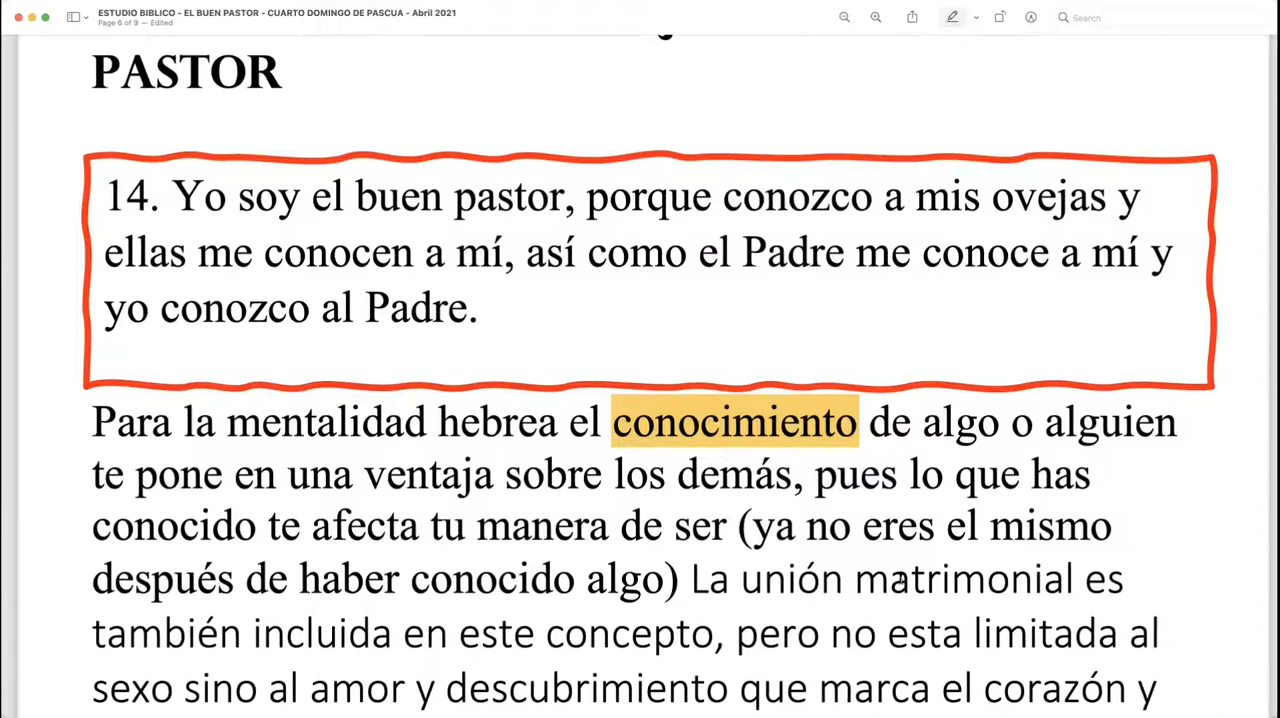 ESTUDIO BIBLICO - EL BUEN PASTOR - CUARTO DOMINGO DE PASCUA - Abril 2021
Page 6 of 9 — Edited
Search
PASTOR
14. Yo soy el buen pastor, porque conozco a mis ovejas y
ellas me conocen a mí, así como el Padre me conoce a mí y
yo conozco al Padre.
Para la mentalidad hebrea el conocimiento de algo o alguien
te pone en una ventaja sobre los demás, pues lo que has
conocido te afecta tu manera de ser (ya no eres el mismo
después de haber conocido algo) La unión matrimonial es
también incluida en este concepto, pero no esta limitada al
sexo sino al amor y descubrimiento que marca el corazón y